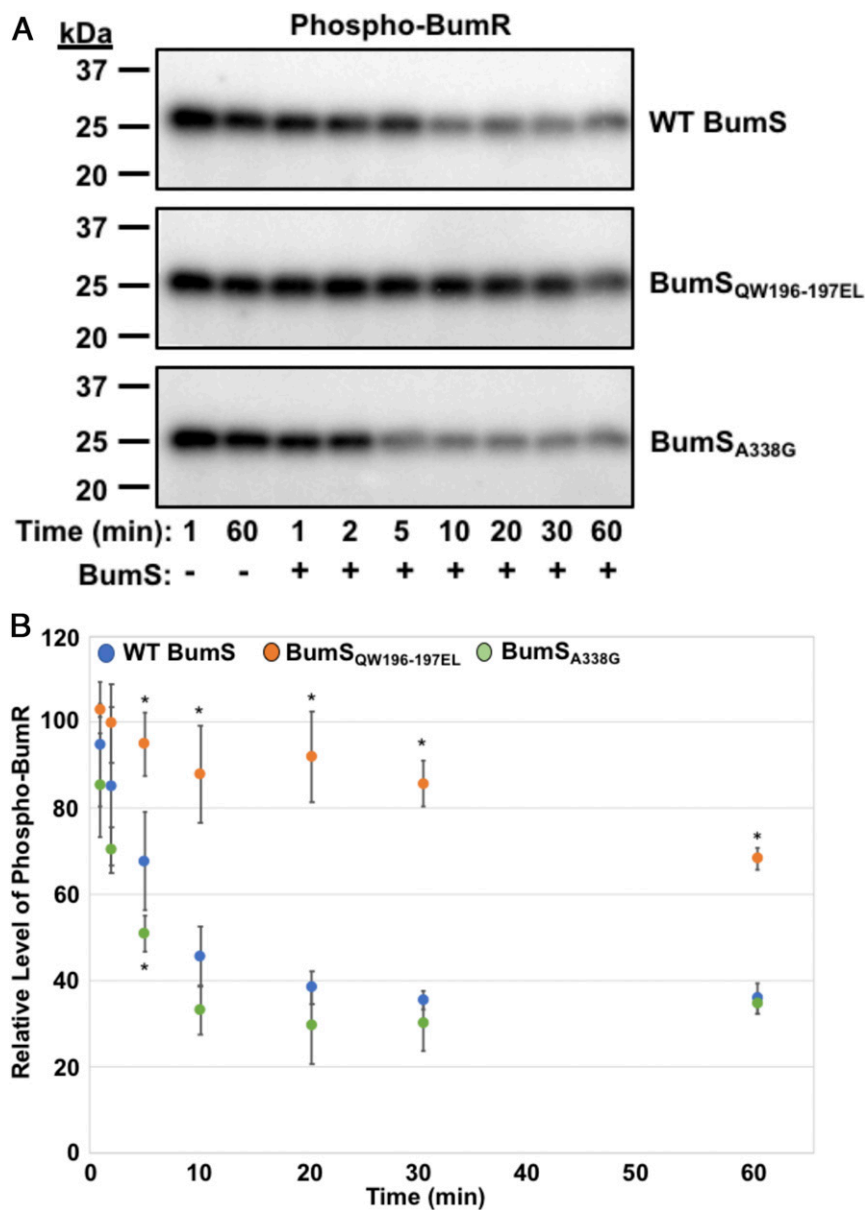 A
kDa
Phospho-BumR
37
25
20
WT BumS
37
25
20
BumSQW196-197EL
37
25
20
BumSA338G
Time (min): 1 60 1 2 5 10 20 30 60
BumS: - - + + + + + + +
B
120
WT BumS BumSQW196-197EL BumSA338G
100
80
60
40
20
0
Relative Level of Phospho-BumR
* * * * * *
0 10 20 30 40 50 60
Time (min)